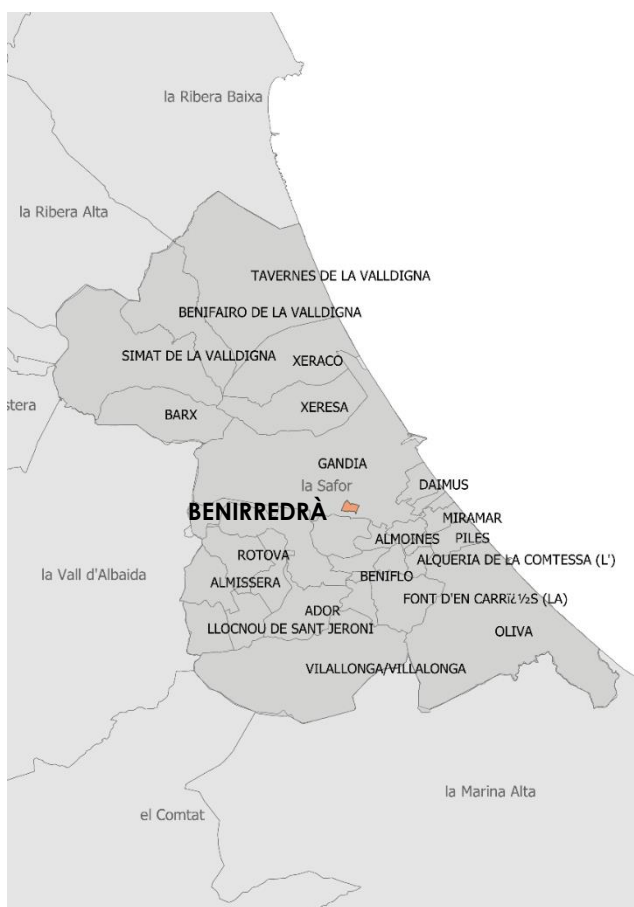 la Ribera Baixa
la Ribera Alta
TAVERNES DE LA VALLDIGNA
BENIFAIRO DE LA VALLDIGNA
SIMAT DE LA VALLDIGNA
XERACO
stera
BARX
XERESA
GANDIA
la Safor
DAIMUS
BENIRREDRÀ
MIRAMAR
ALMOINES
PILES
ROTOVA
ALQUERIA DE LA COMTESSA (L')
la Vall d'Albaida
ALMISSERA
BENIFLO
FONT D'EN CARRï¿½S (LA)
ADOR
LLOCNOU DE SANT JERONI
OLIVA
VILALLONGA/VILLALONGA
la Marina Alta
el Comtat